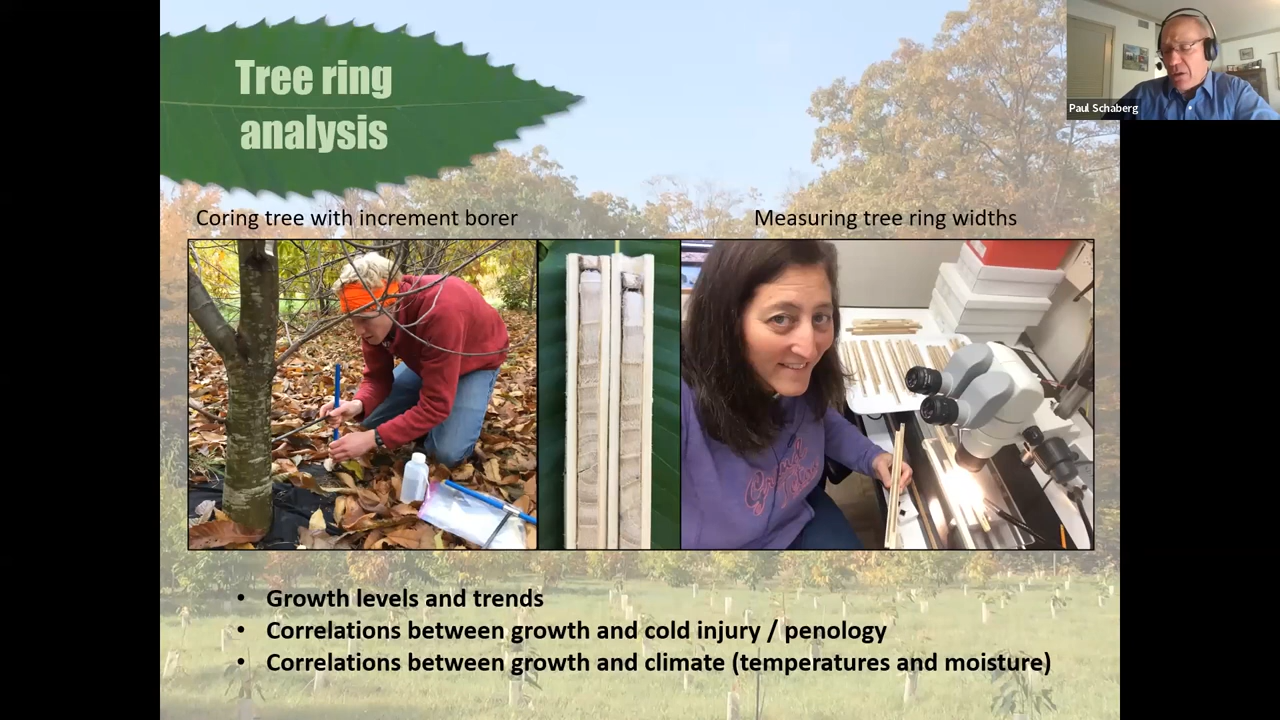 Tree ring
analysis
Paul Schaberg
Coring tree with increment borer
Measuring tree ring widths
• Growth levels and trends
• Correlations between growth and cold injury / penology
• Correlations between growth and climate (temperatures and moisture)